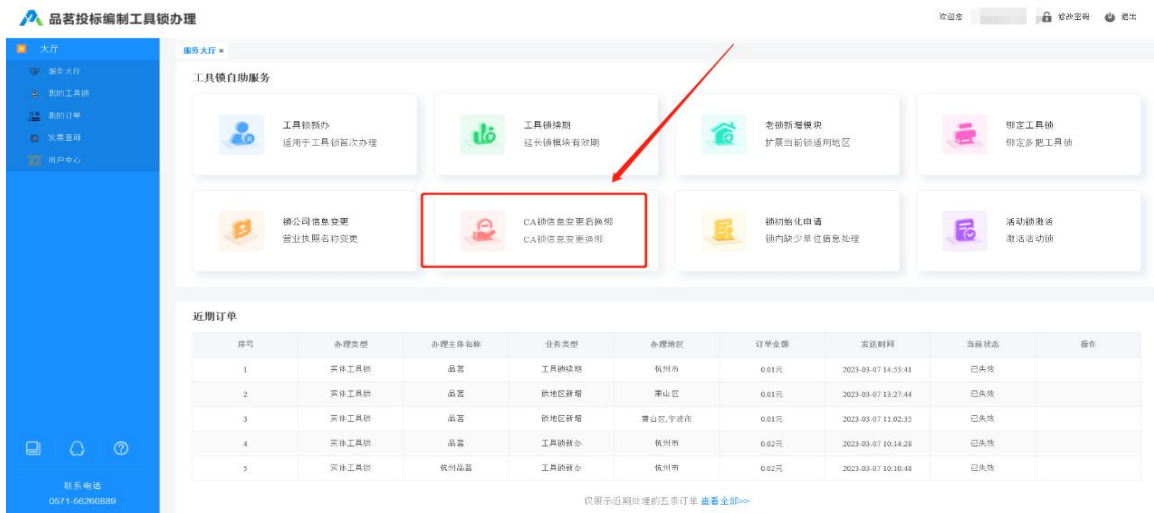 品茗投标编制工具锁办理
欢回您 修改密码 退出
大厅
服务大厅
我的工具锁
我的订单
发票查询
用户中心
联系电话
0571-56260889
服务大厅
工具锁自助服务
工具锁新办
适用于工具锁首次办理
工具锁续期
延长锁模块有效期
老锁新增模块
扩展当前锁适用地区
绑定工具锁
绑定多把工具锁
锁公司信息变更
营业执照名称变更
CA锁信息变更后换绑
CA锁信息变更换绑
锁初始化申请
锁内缺少单位信息处理
活动锁激活
激活活动锁
近期订单
序号 办理类型 办理主体名称 业务类型 办理地区 订单金额 发送时间 当前状态 操作
1 实体工具锁 品茗 工具锁续期 杭州市 0.01元 2023-03-07 14:55:41 已失效
2 实体工具锁 品茗 锁地区新增 萧山区 0.01元 2023-03-07 13:27:44 已失效
3 实体工具锁 品茗 锁地区新增 萧山区,宁波市 0.01元 2023-03-07 11:02:35 已失效
4 实体工具锁 品茗 工具锁新办 杭州市 0.02元 2023-03-07 10:14:28 已失效
5 实体工具锁 杭州品茗 工具锁新办 杭州市 0.02元 2023-03-07 10:10:48 已失效
仅展示近期处理的五条订单 查看全部>>